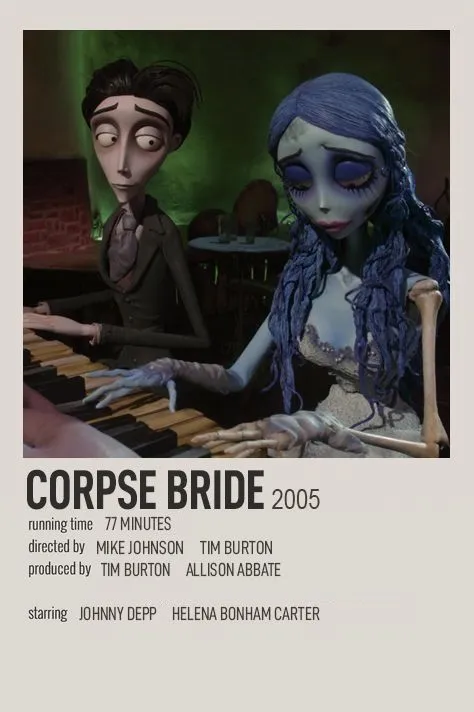 CORPSE BRIDE 2005
running time 77 MINUTES
directed by MIKE JOHNSON TIM BURTON
produced by TIM BURTON ALLISON ABBATE
starring JOHNNY DEPP HELENA BONHAM CARTER